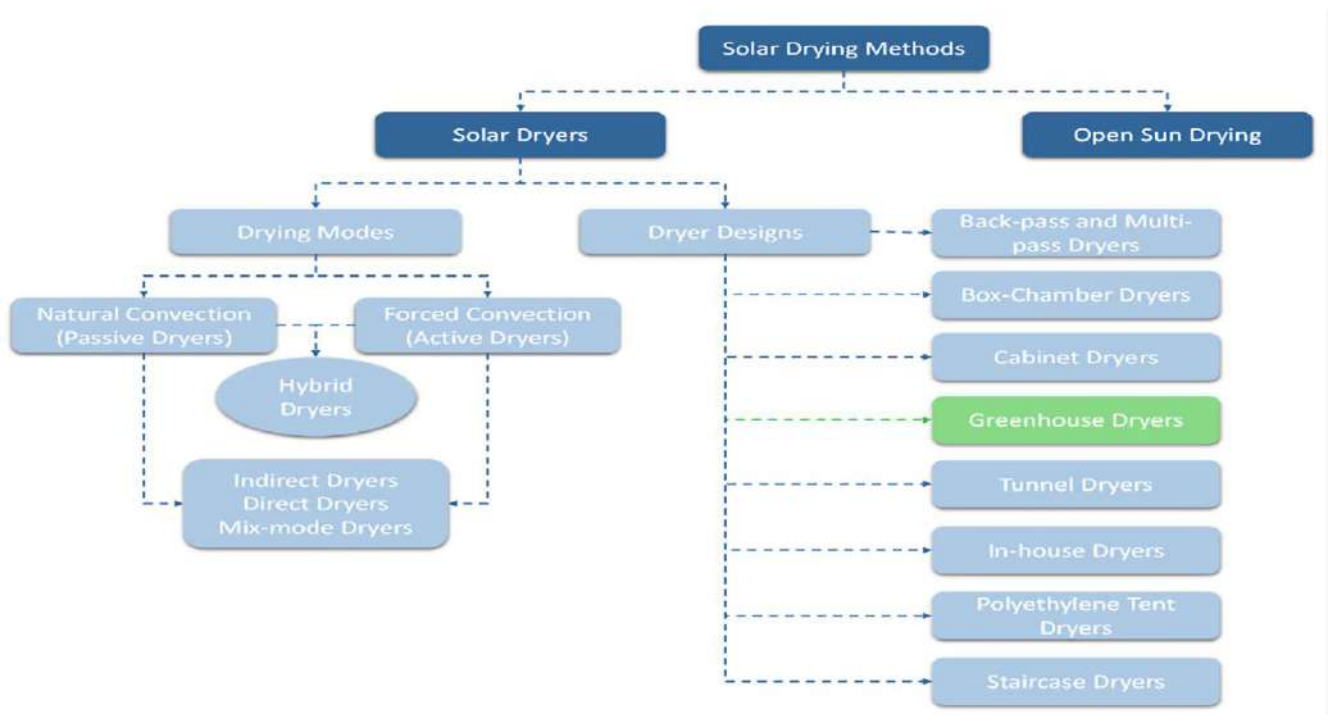 Solar Drying Methods
Solar Dryers
Open Sun Drying
Drying Modes
Dryer Designs
Back-pass and Multi-
pass Dryers
Natural Convection
(Passive Dryers)
Forced Convection
(Active Dryers)
Box-Chamber Dryers
Cabinet Dryers
Hybrid
Dryers
Greenhouse Dryers
Indirect Dryers
Direct Dryers
Mix-mode Dryers
Tunnel Dryers
In-house Dryers
Polyethylene Tent
Dryers
Staircase Dryers